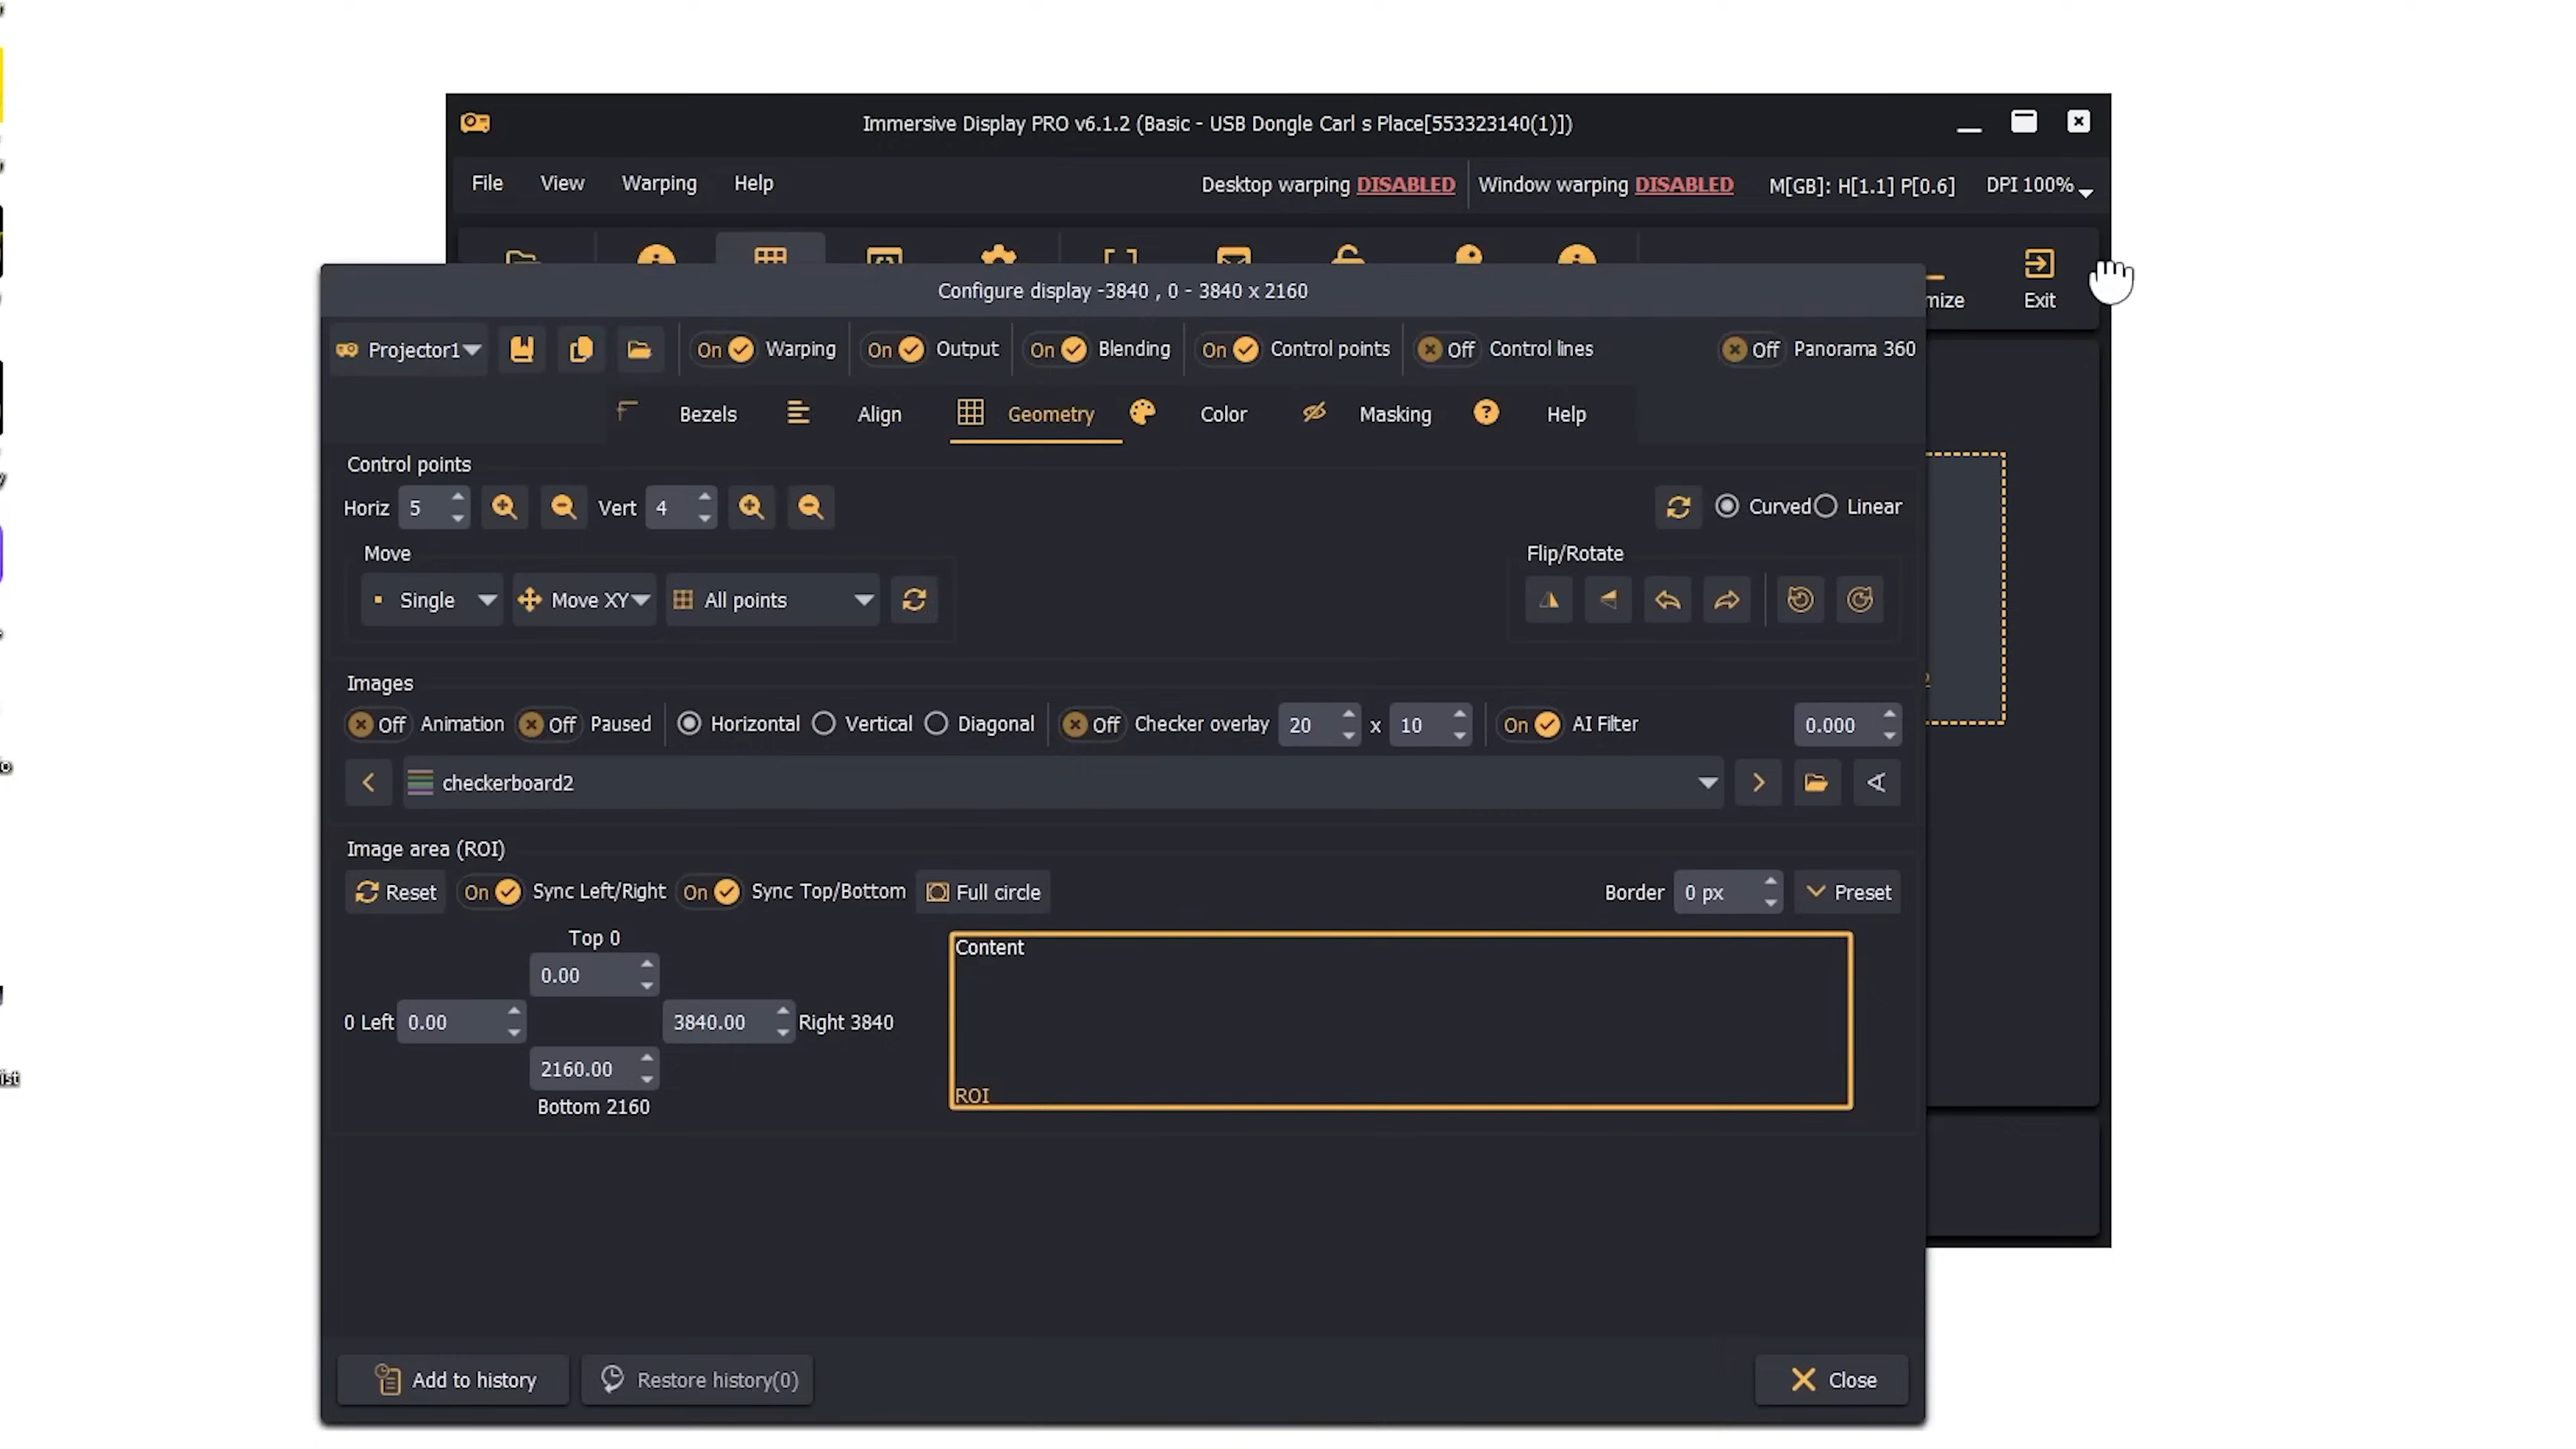 Immersive Display PRO v6.1.2 (Basic - USB Dongle Carl s Place[553323140(1)])
File View Warping Help Desktop warping DISABLED Window warping DISABLED M[GB]: H[1.1] P[0.6] DPI 100%
mize Exit
Configure display -3840 , 0 - 3840 x 2160
Projector1 On Warping On Output On Blending On Control points Off Control lines Off Panorama 360
Bezels Align Geometry Color Masking Help
Control points
Horiz 5 Vert 4 Curved Linear
Move Flip/Rotate
Single Move XY All points
Images
Off Animation Off Paused Horizontal Vertical Diagonal Off Checker overlay 20 x 10 On AI Filter 0.000
checkerboard2
Image area (ROI)
Reset On Sync Left/Right On Sync Top/Bottom Full circle Border 0 px Preset
Top 0
0.00
0 Left 0.00 3840.00 Right 3840
2160.00
Bottom 2160
Content
ROI
ist
Add to history Restore history(0) Close